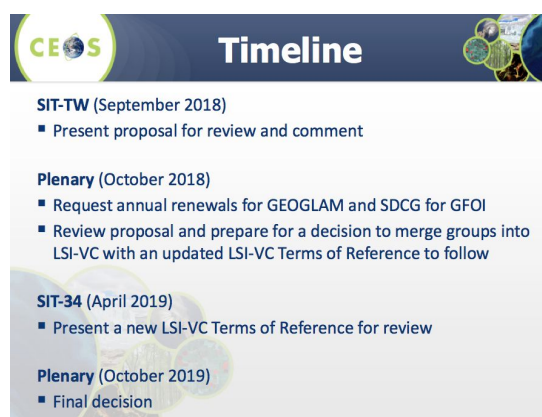 CEOS
Timeline
SIT-TW (September 2018)
▪ Present proposal for review and comment
Plenary (October 2018)
▪ Request annual renewals for GEOGLAM and SDCG for GFOI
▪ Review proposal and prepare for a decision to merge groups into
LSI-VC with an updated LSI-VC Terms of Reference to follow
SIT-34 (April 2019)
▪ Present a new LSI-VC Terms of Reference for review
Plenary (October 2019)
▪ Final decision